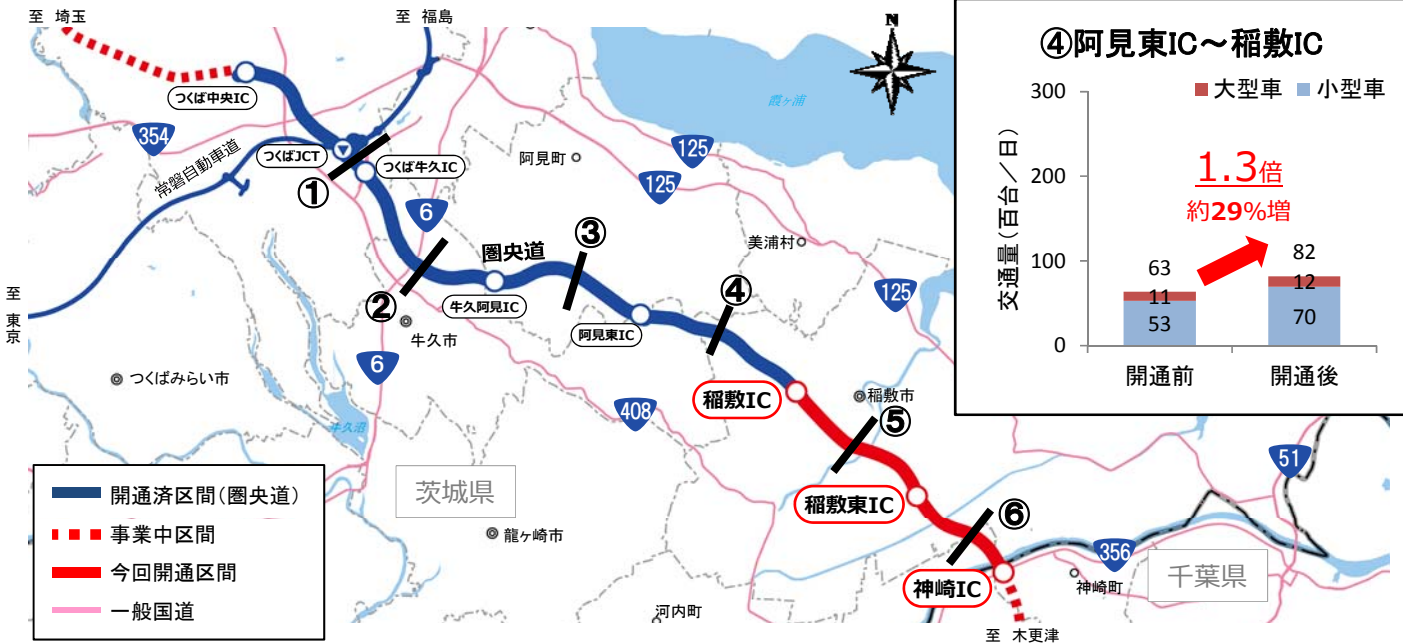 至 埼玉
至 福島
つくば中央IC
354
常磐自動車道
つくばJCT
つくば牛久IC
①
6
阿見町
125
125
霞ヶ浦
N
圏央道
③
美浦村
②
牛久阿見IC
④
125
阿見東IC
牛久市
6
至 東京
つくばみらい市
牛久沼
408
稲敷IC
稲敷市
⑤
51
茨城県
稲敷東IC
⑥
龍ヶ崎市
356
千葉県
神崎IC
神崎町
河内町
至 木更津
開通済区間(圏央道)
事業中区間
今回開通区間
一般国道
④阿見東IC～稲敷IC
大型車 小型車
交通量(百台/日)
300
200
100
0
1.3倍
約29%増
63
11
53
82
12
70
開通前
開通後